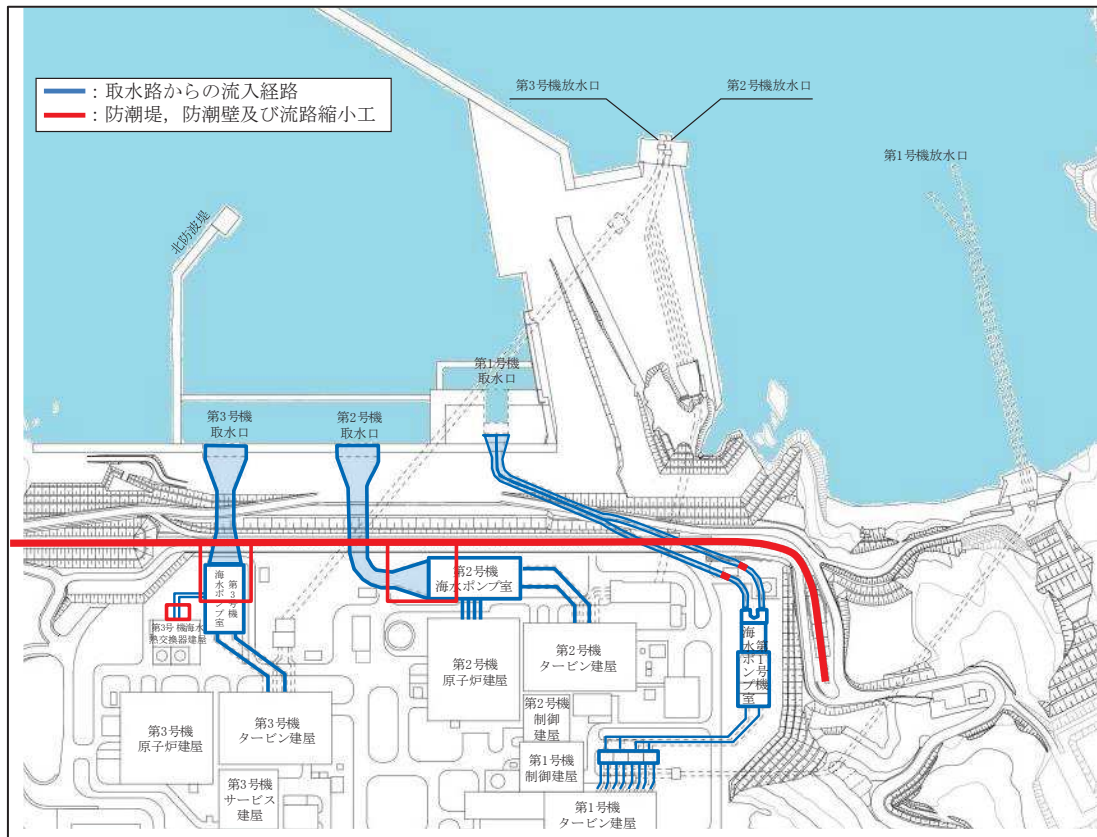 ：取水路からの流入経路
：防潮堤，防潮壁及び流路縮小工
第3号機放水口
第2号機放水口
第1号機放水口
北防波堤
第1号機
取水口
第3号機
取水口
第2号機
取水口
第3号機
海水ポンプ室
第2号機
海水ポンプ室
第3号機海水
熱交換器建屋
第1号機
海水ポンプ室
第2号機
原子炉建屋
第2号機
タービン建屋
第2号機
制御
建屋
第3号機
原子炉建屋
第3号機
タービン建屋
第1号機
制御建屋
第3号機
サービス
建屋
第1号機
タービン建屋